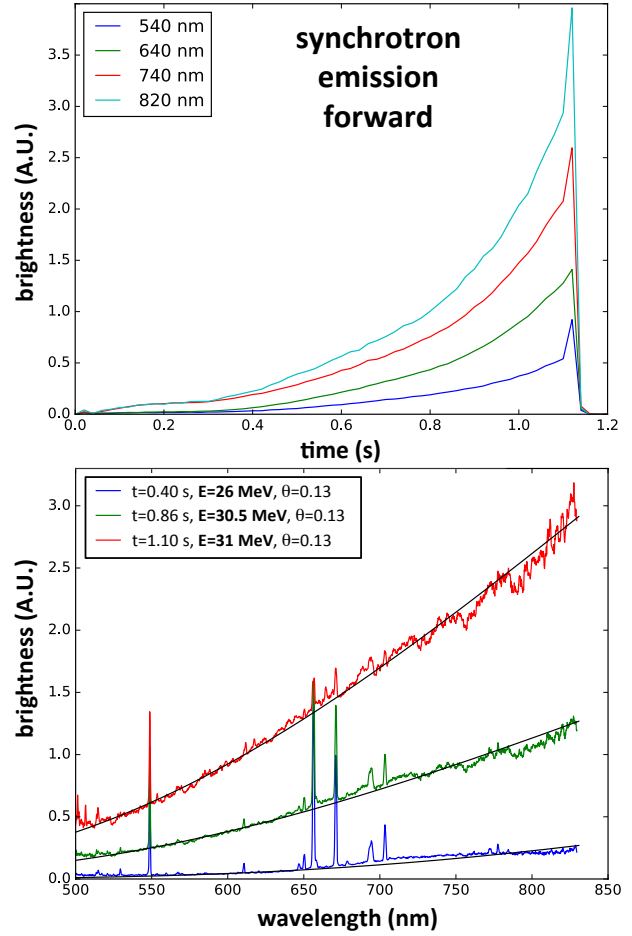 540 nm
640 nm
740 nm
820 nm
synchrotron
emission
forward
brightness (A.U.)
3.5
3.0
2.5
2.0
1.5
1.0
0.5
0.0
0.0 0.2 0.4 0.6 0.8 1.0 1.2
time (s)
t=0.40 s, E=26 MeV, θ=0.13
t=0.86 s, E=30.5 MeV, θ=0.13
t=1.10 s, E=31 MeV, θ=0.13
brightness (A.U.)
3.0
2.5
2.0
1.5
1.0
0.5
0.0
500 550 600 650 700 750 800 850
wavelength (nm)